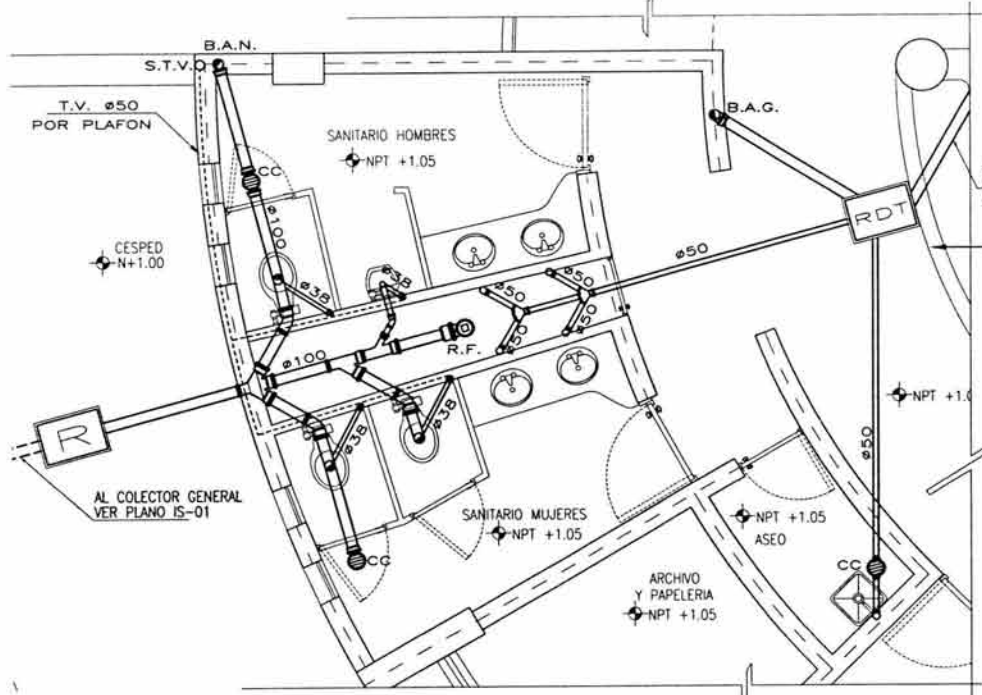 B.A.N.
S.T.V.
T.V. ø50
POR PLAFON
B.A.G.
SANITARIO HOMBRES
NPT +1.05
CC
ø100
CESPED
N+1.00
RDT
ø50
ø38
ø38
ø50
ø50
ø50
ø50
R.F.
ø100
R
ø38
ø38
NPT +1.0
ø50
AL COLECTOR GENERAL
VER PLANO IS-01
SANITARIO MUJERES
NPT +1.05
NPT +1.05
ASEO
CC
CC
ARCHIVO
Y PAPELERIA
NPT +1.05